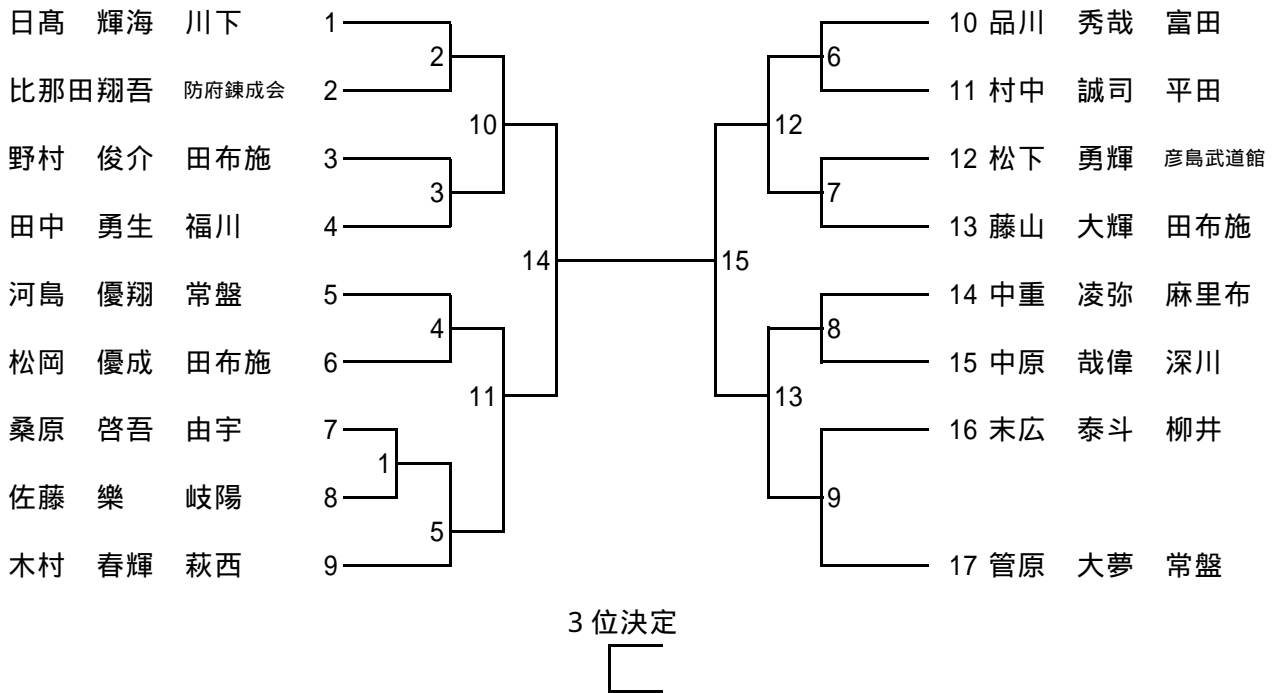 日髙 輝海 川下 1
2
比那田翔吾 防府錬成会 2
10
野村 俊介 田布施 3
3
田中 勇生 福川 4
14
河島 優翔 常盤 5
4
松岡 優成 田布施 6
11
桑原 啓吾 由宇 7
1
佐藤 樂 岐陽 8
5
木村 春輝 萩西 9
10 品川 秀哉 富田
6
11 村中 誠司 平田
12
12 松下 勇輝 彦島武道館
7
13 藤山 大輝 田布施
15
14 中重 凌弥 麻里布
8
15 中原 哉偉 深川
13
16 末広 泰斗 柳井
9
17 管原 大夢 常盤
3 位決定